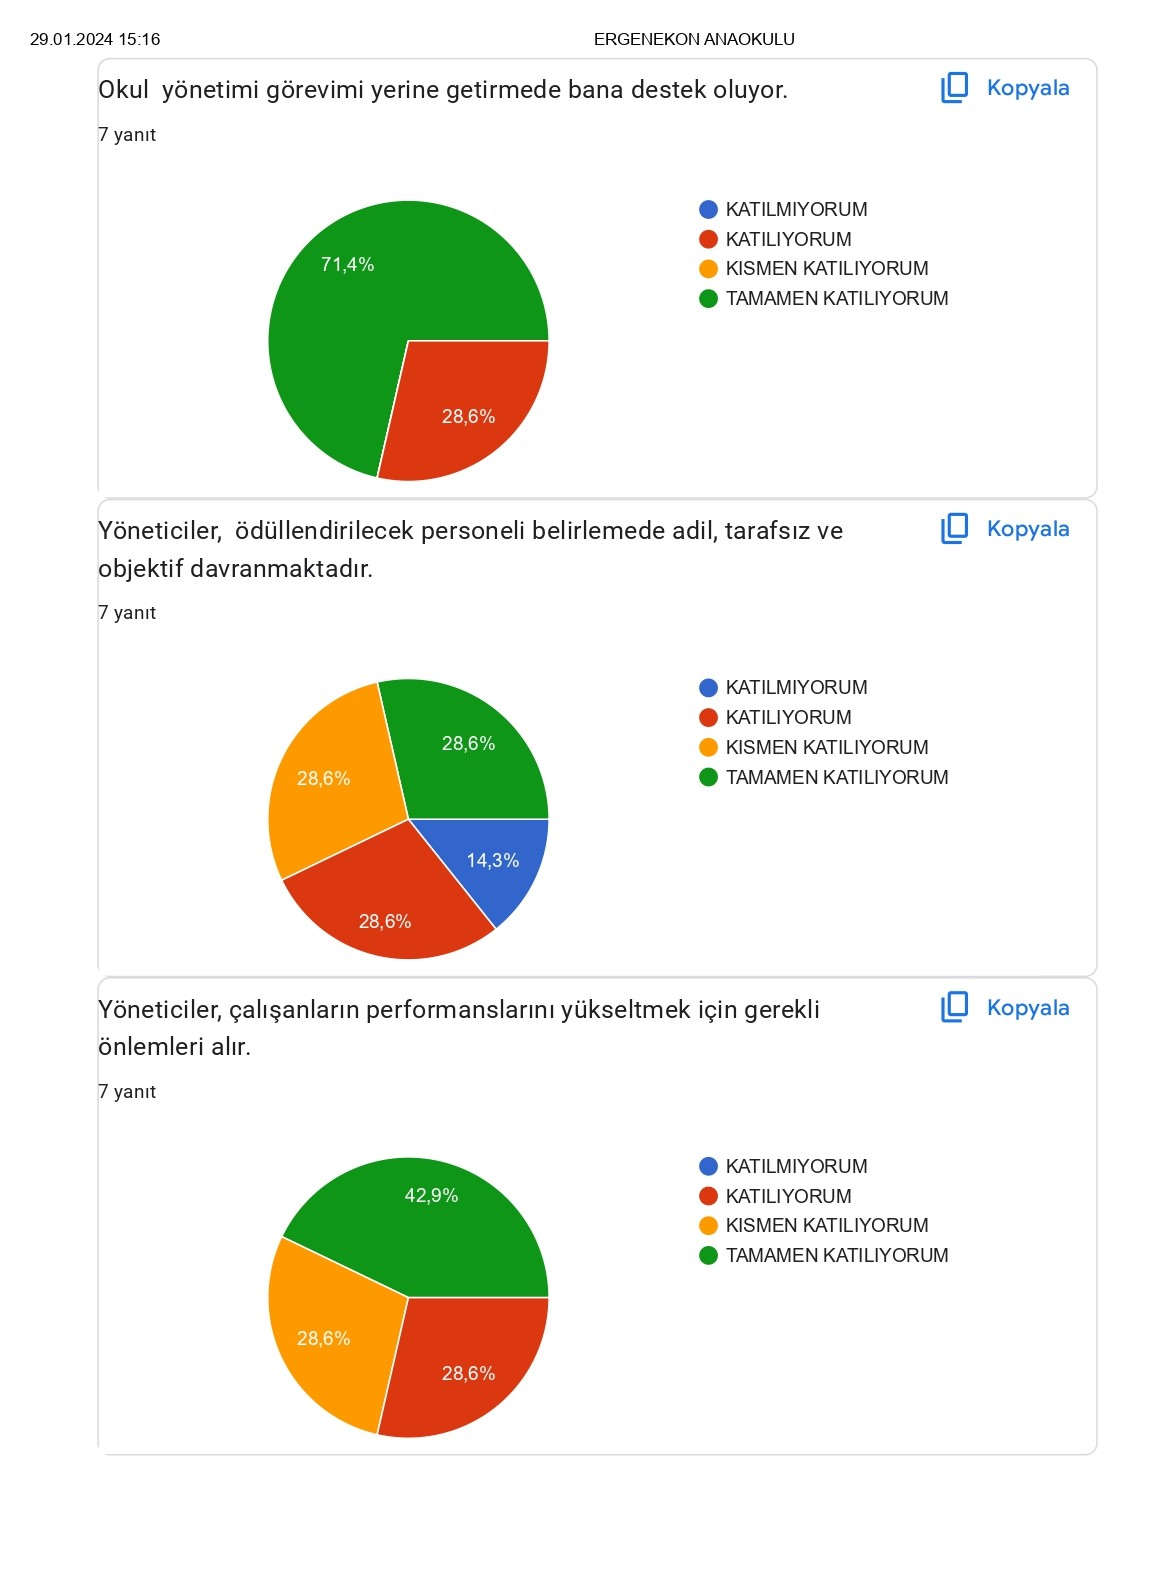 29.01.2024 15:16
ERGENEKON ANAOKULU
Okul  yönetimi görevimi yerine getirmede bana destek oluyor.
Kopyala
7 yanıt
71,4%
28,6%
KATILMIYORUM
KATILIYORUM
KISMEN KATILIYORUM
TAMAMEN KATILIYORUM
Yöneticiler,  ödüllendirilecek personeli belirlemede adil, tarafsız ve
objektif davranmaktadır.
Kopyala
7 yanıt
28,6%
28,6%
14,3%
28,6%
KATILMIYORUM
KATILIYORUM
KISMEN KATILIYORUM
TAMAMEN KATILIYORUM
Yöneticiler, çalışanların performanslarını yükseltmek için gerekli
önlemleri alır.
Kopyala
7 yanıt
42,9%
28,6%
28,6%
KATILMIYORUM
KATILIYORUM
KISMEN KATILIYORUM
TAMAMEN KATILIYORUM